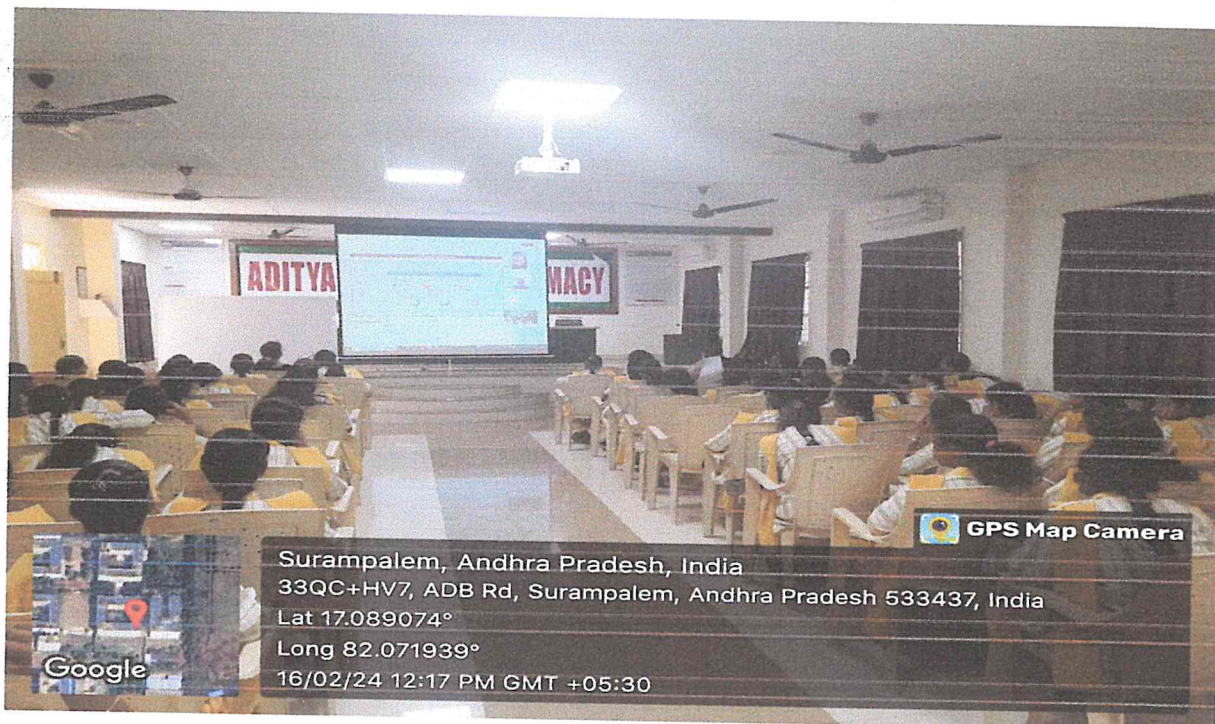 ADITYA
MACY
GPS Map Camera
Surampalem, Andhra Pradesh, India
33QC+HV7, ADB Rd, Surampalem, Andhra Pradesh 533437, India
Lat 17.089074°
Long 82.071939°
16/02/24 12:17 PM GMT +05:30
Google